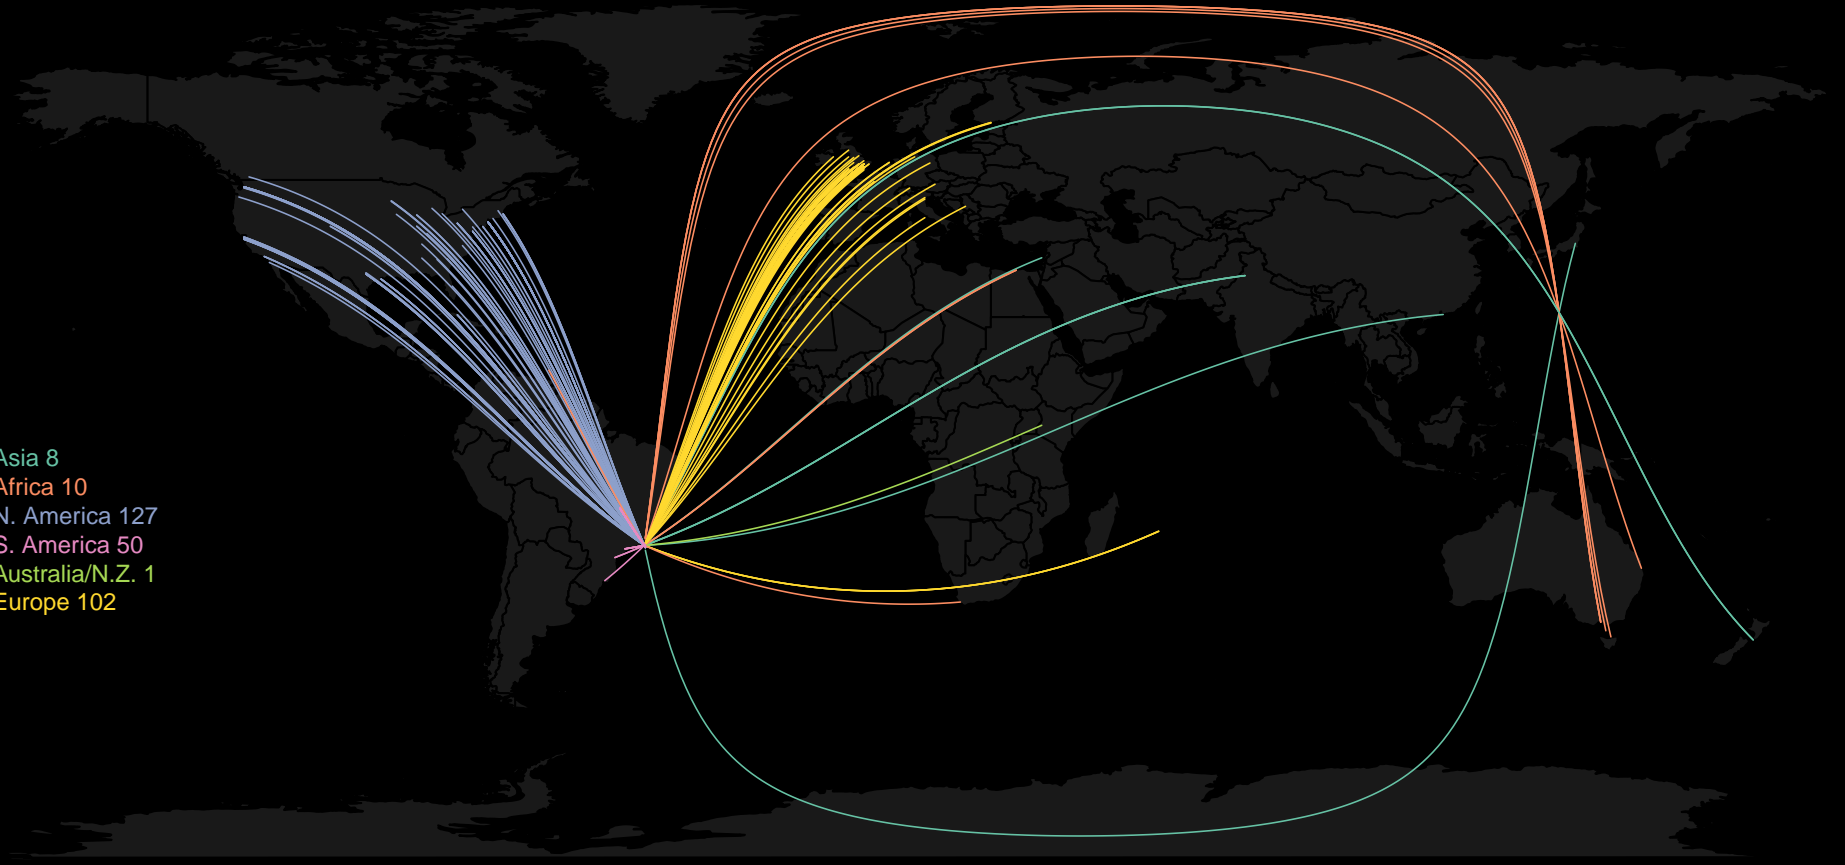 Asia 8
Africa 10
N. America 127
S. America 50
Australia/N.Z. 1
Europe 102